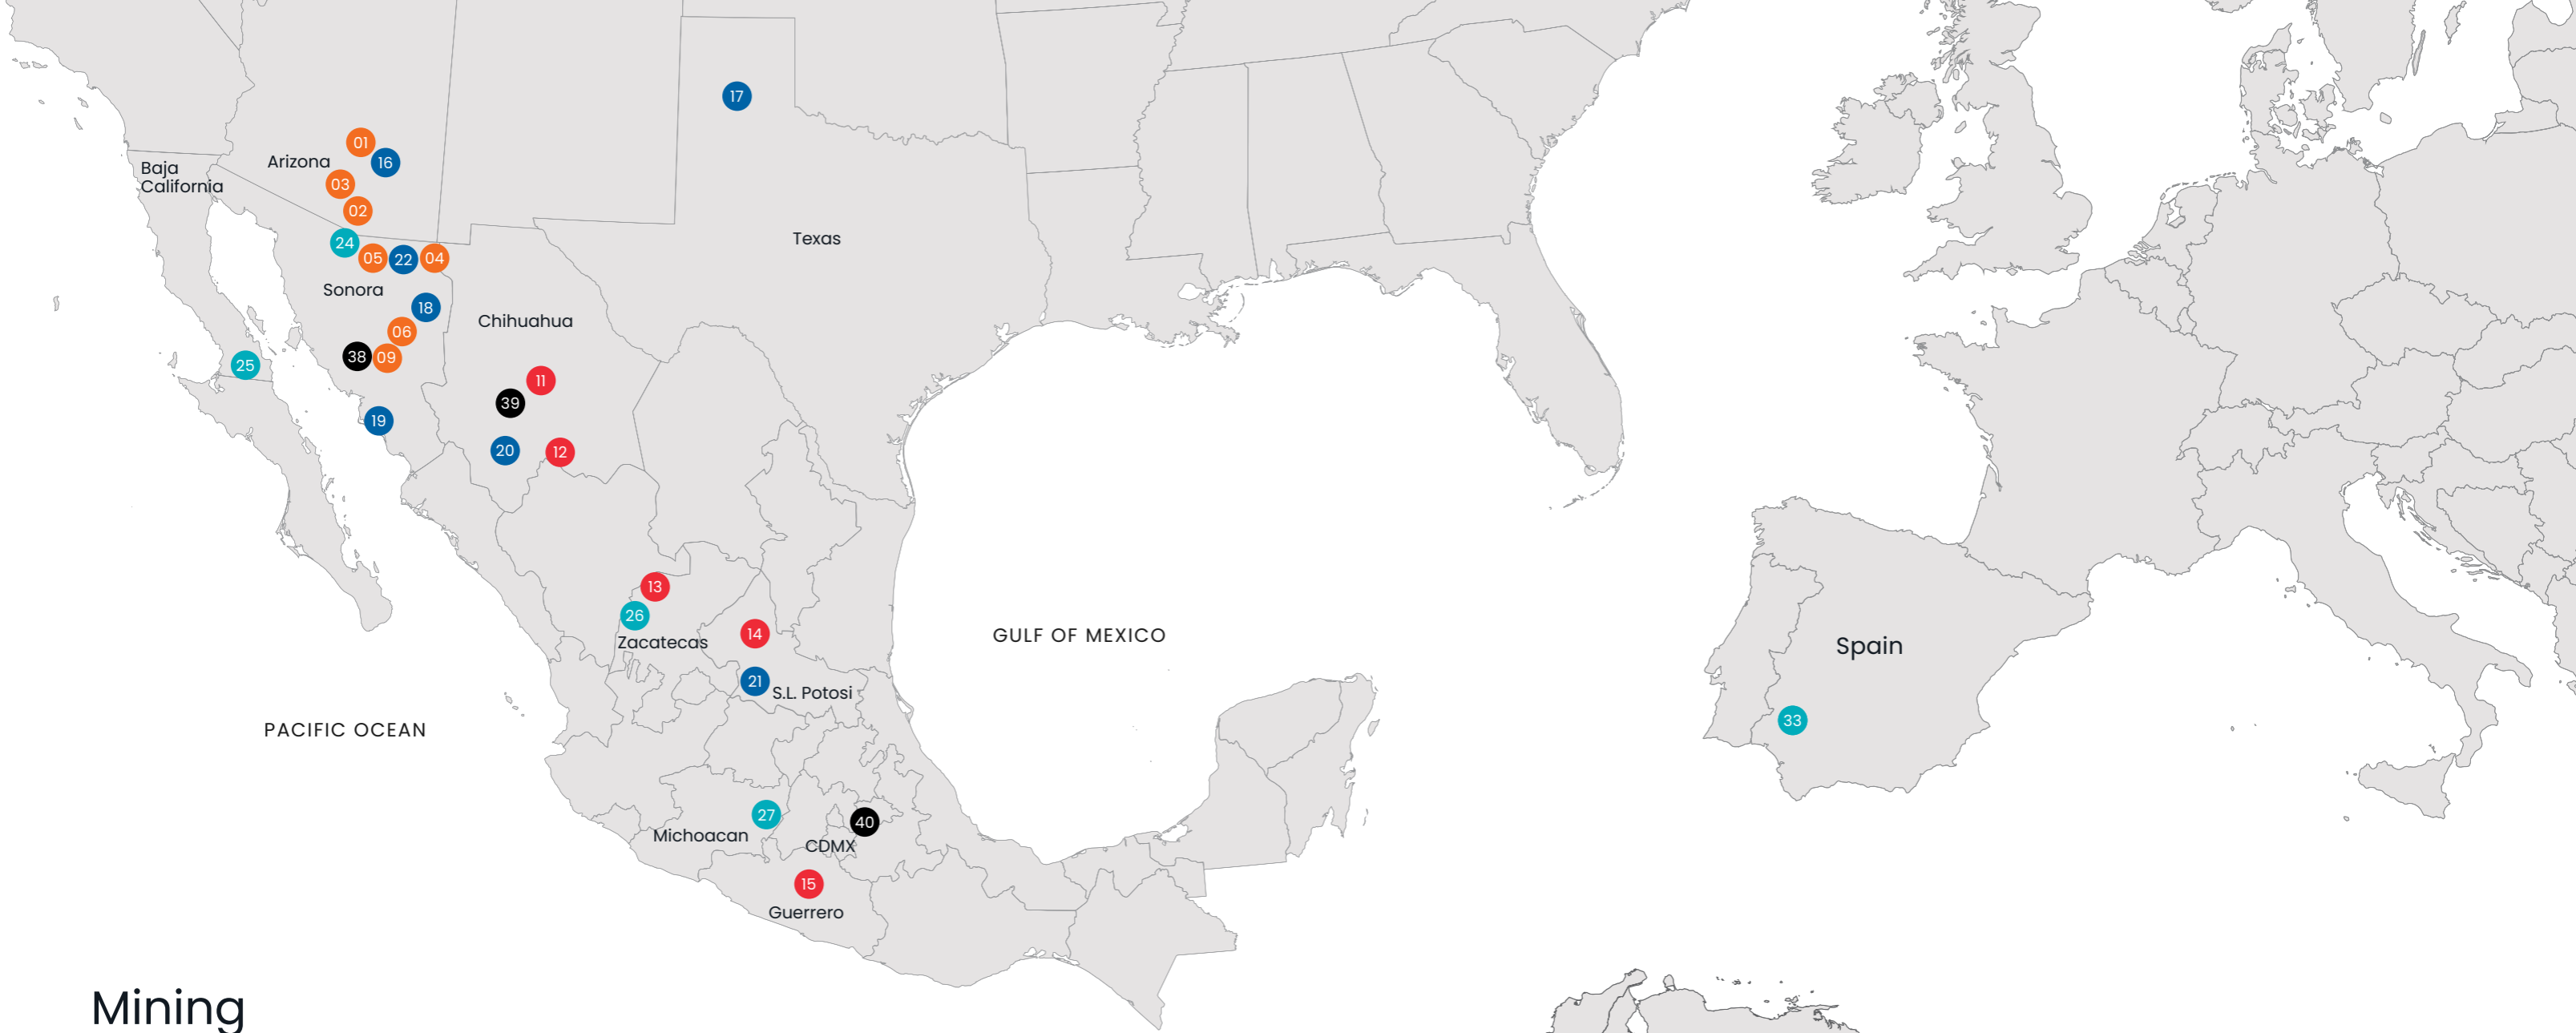 17
01
Arizona
16
Baja
California
03
02
Texas
24
05
22
04
Sonora
18
Chihuahua
06
38
09
25
11
39
19
20
12
13
26
Zacatecas
14
GULF OF MEXICO
Spain
21
S.L. Potosi
33
PACIFIC OCEAN
27
Michoacan
40
CDMX
15
Guerrero
Mining